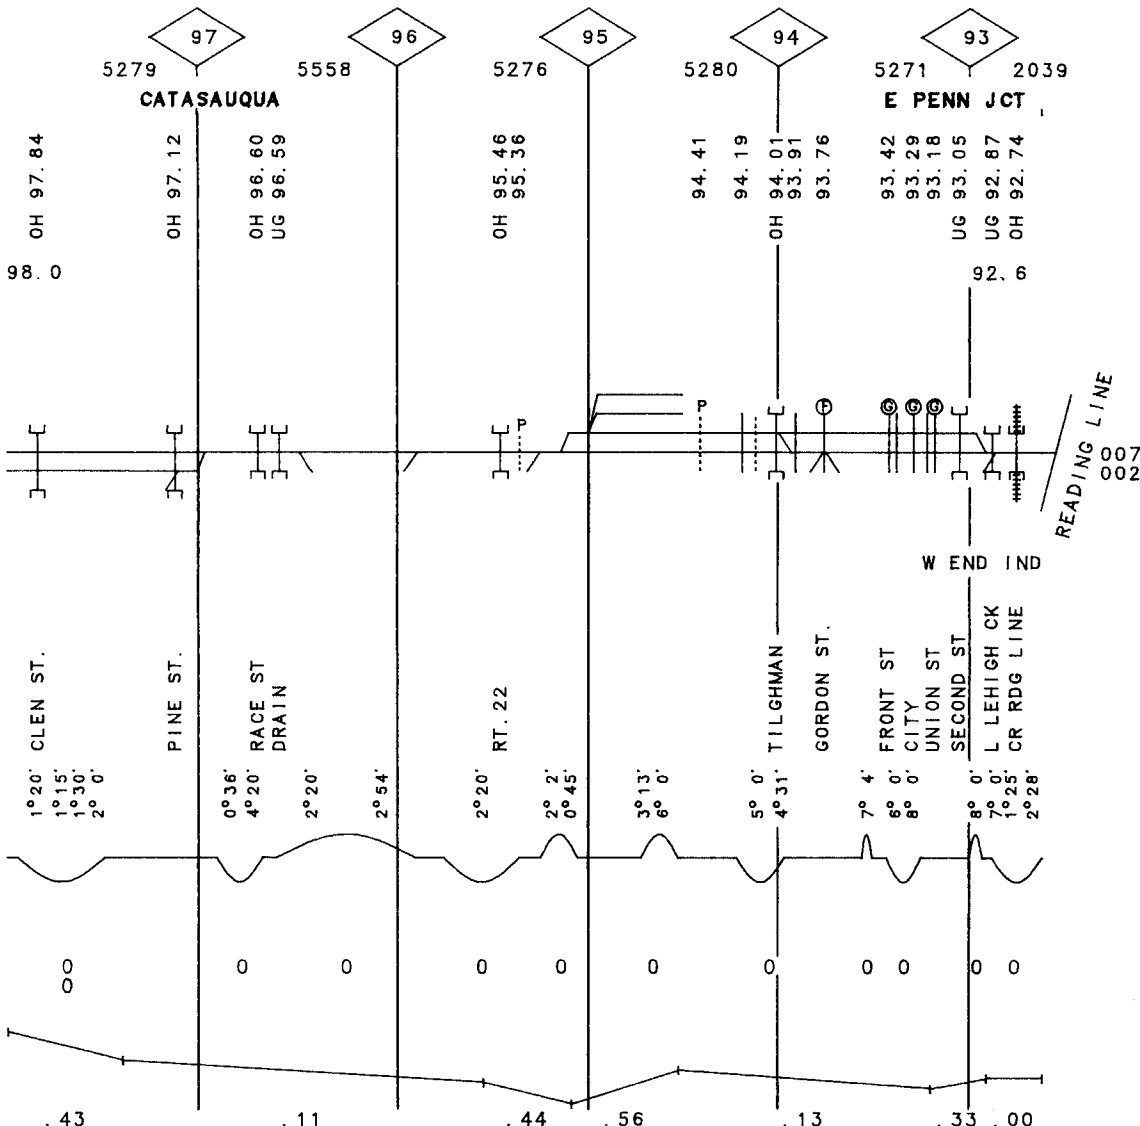 97 96 95 94 93
5279 5558 5276 5280 5271 2039
CATASAUQUA E PENN JCT
OH 97.84
OH 97.12
OH 96.60
UG 96.59
OH 95.46
95.36
94.41
94.19
OH 94.01
93.91
93.76
93.42
93.29
93.18
UG 93.05
UG 92.87
OH 92.74
98.0 92.6
P
P
F
G
G
G
READING LINE
007
002
W END IND
CLEN ST.
PINE ST.
RACE ST
DRAIN
RT.22
TILGHMAN
GORDON ST.
FRONT ST
CITY
UNION ST
SECOND ST
L LEHIGH CK
CR RDG LINE
1°20'
1°15'
1°30'
2° 0'
0°36'
4°20'
2°20'
2°54'
2°20'
2° 2'
0°45'
3°13'
6° 0'
5° 0'
4°31'
7° 4'
6° 0'
8° 0'
8° 0'
7° 0'
1°25'
2°28'
0 0 0 0 0 0 0 0 0 0 0
0
.43 .11 .44 .56 .13 .33 .00